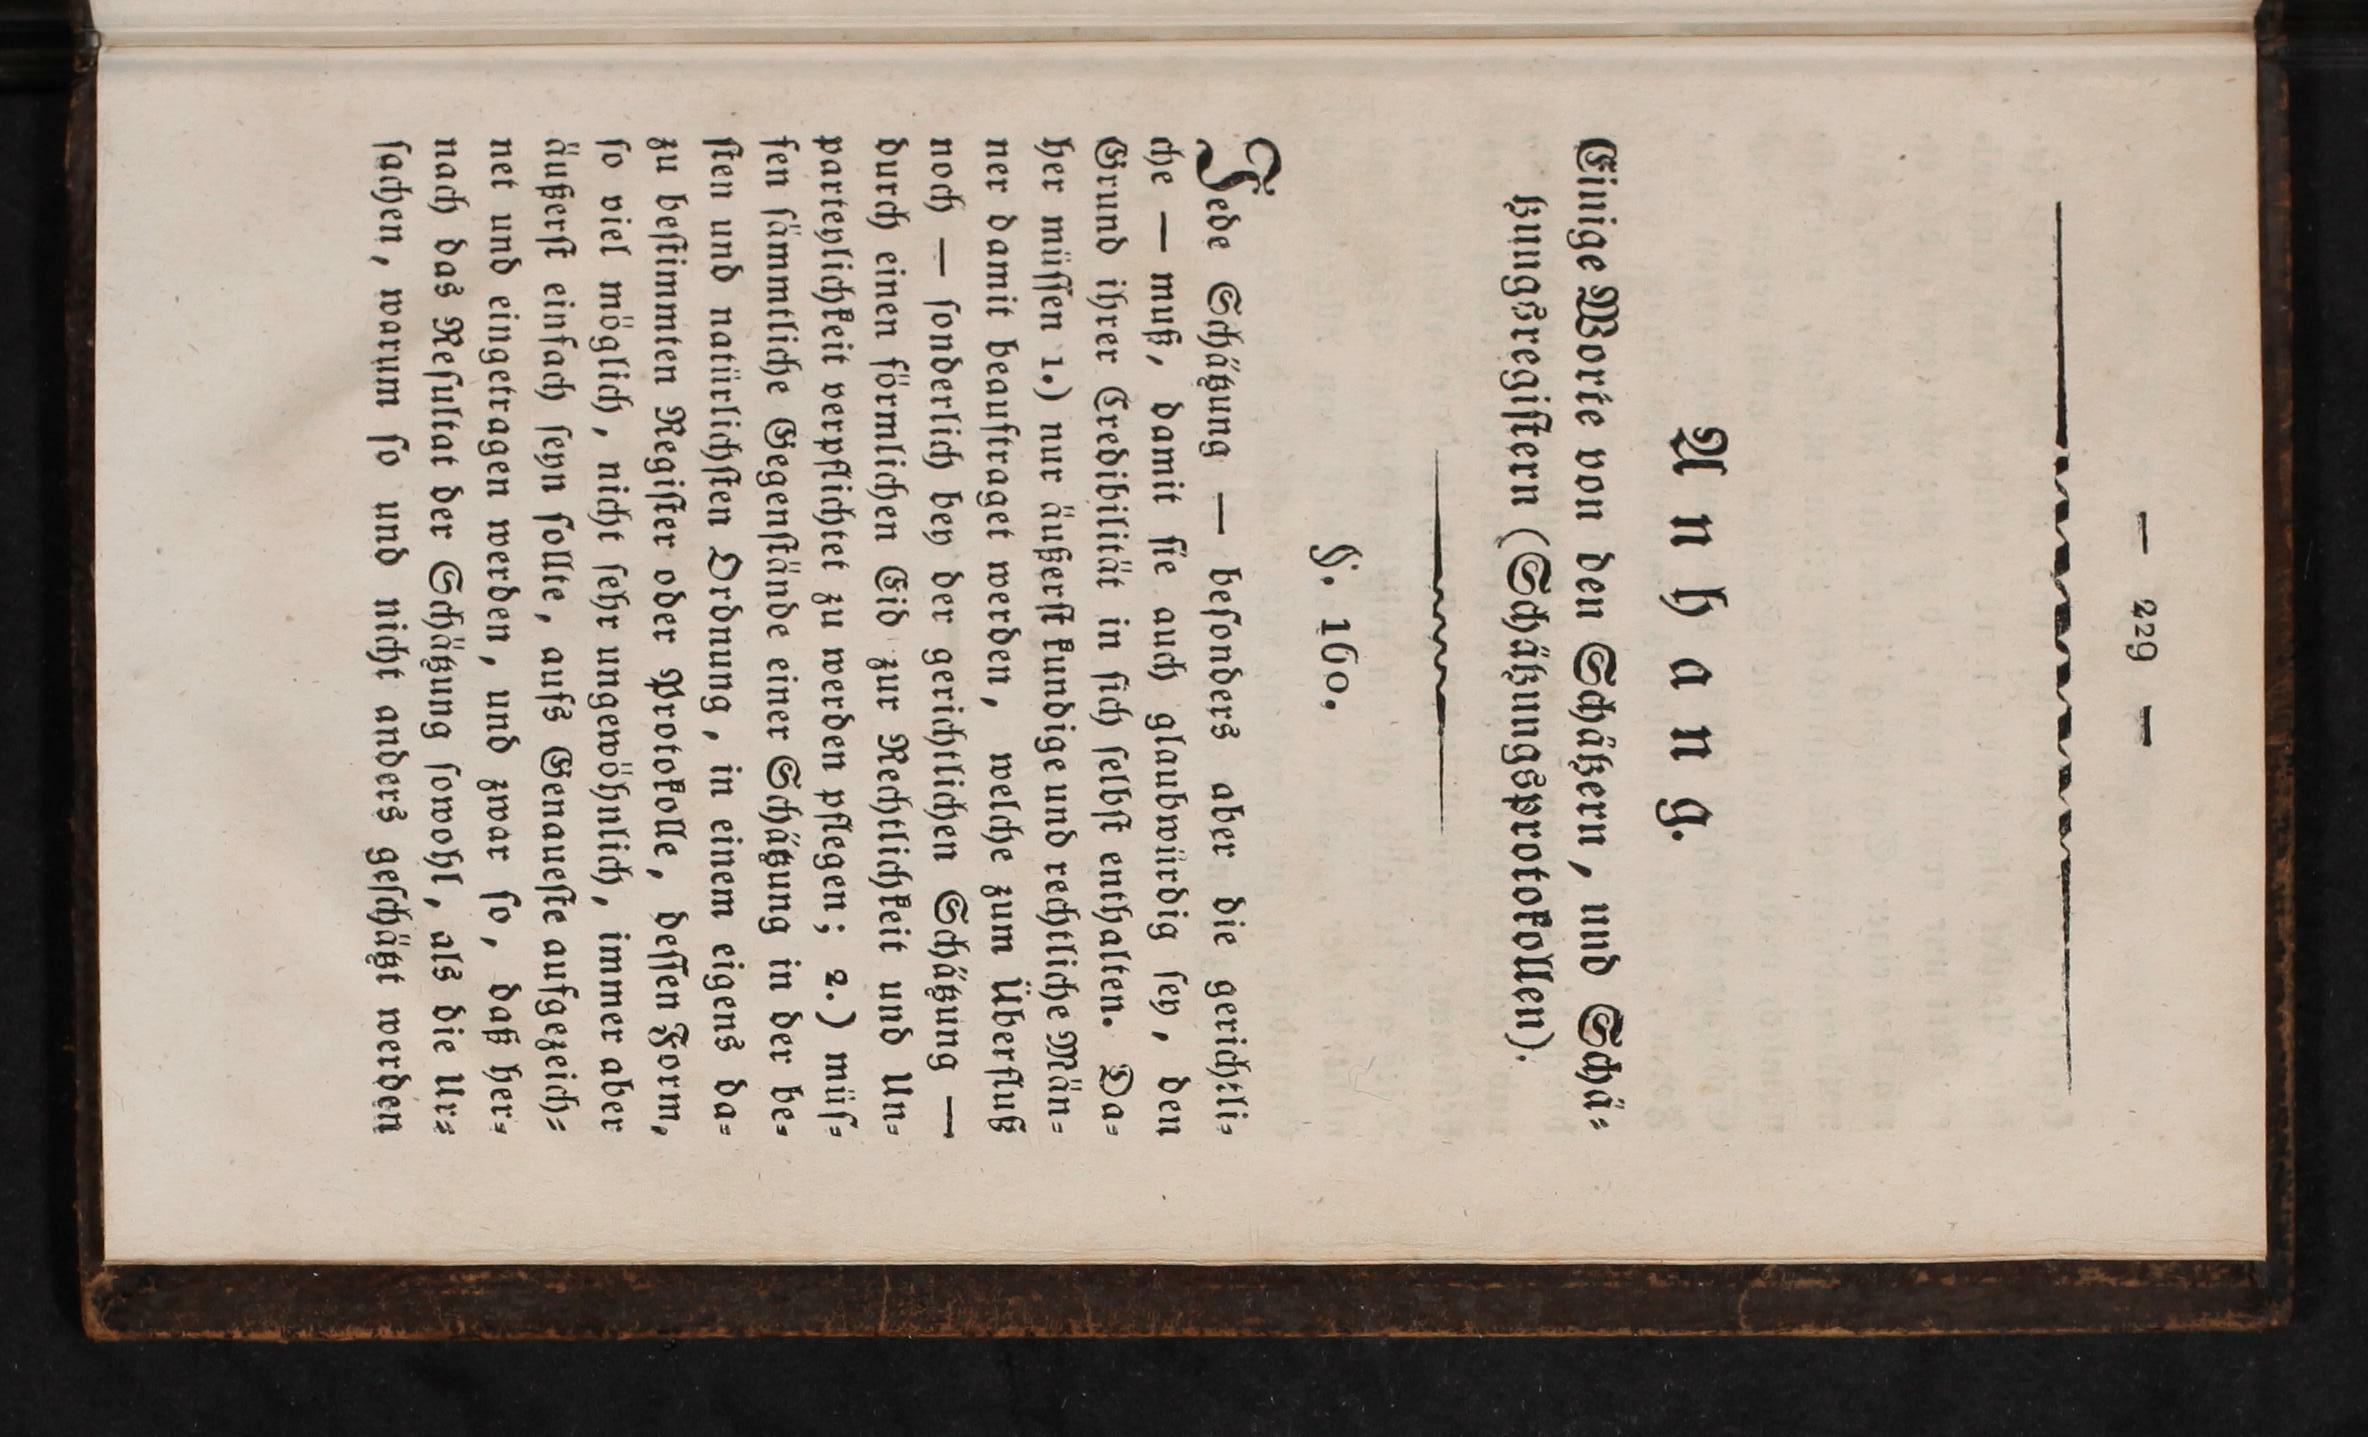 — 229 —
Anhang.
Einige Worte von den Schätzern, und Schä=
tzungsregistern (Schätzungsprotokollen).
§. 160.
Jede Schätzung — besonders aber die gerichtli=
che — muß, damit sie auch glaubwürdig sey, den
Grund ihrer Credibilität in sich selbst enthalten. Da=
her müssen 1.) nur äußerst kundige und rechtliche Män=
ner damit beauftraget werden, welche zum Überfluß
noch — sonderlich bey der gerichtlichen Schätzung —
durch einen förmlichen Eid zur Rechtlichkeit und Un=
parteylichkeit verpflichtet zu werden pflegen; 2.) müs=
sen sämmtliche Gegenstände einer Schätzung in der be=
sten und natürlichsten Ordnung, in einem eigens da=
zu bestimmten Register oder Protokolle, dessen Form,
so viel möglich, nicht sehr ungewöhnlich, immer aber
äußerst einfach seyn sollte, aufs Genaueste aufgezeich=
net und eingetragen werden, und zwar so, daß her=
nach das Resultat der Schätzung sowohl, als die Ur=
sachen, warum so und nicht anders geschätzt werden